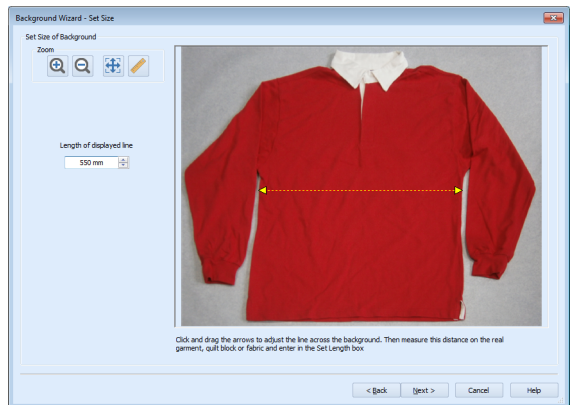 Background Wizard - Set Size
Set Size of Background
Zoom
Length of displayed line
550 mm
Click and drag the arrows to adjust the line across the background. Then measure this distance on the real
garment, quilt block or fabric and enter in the Set Length box
< Back
Next >
Cancel
Help